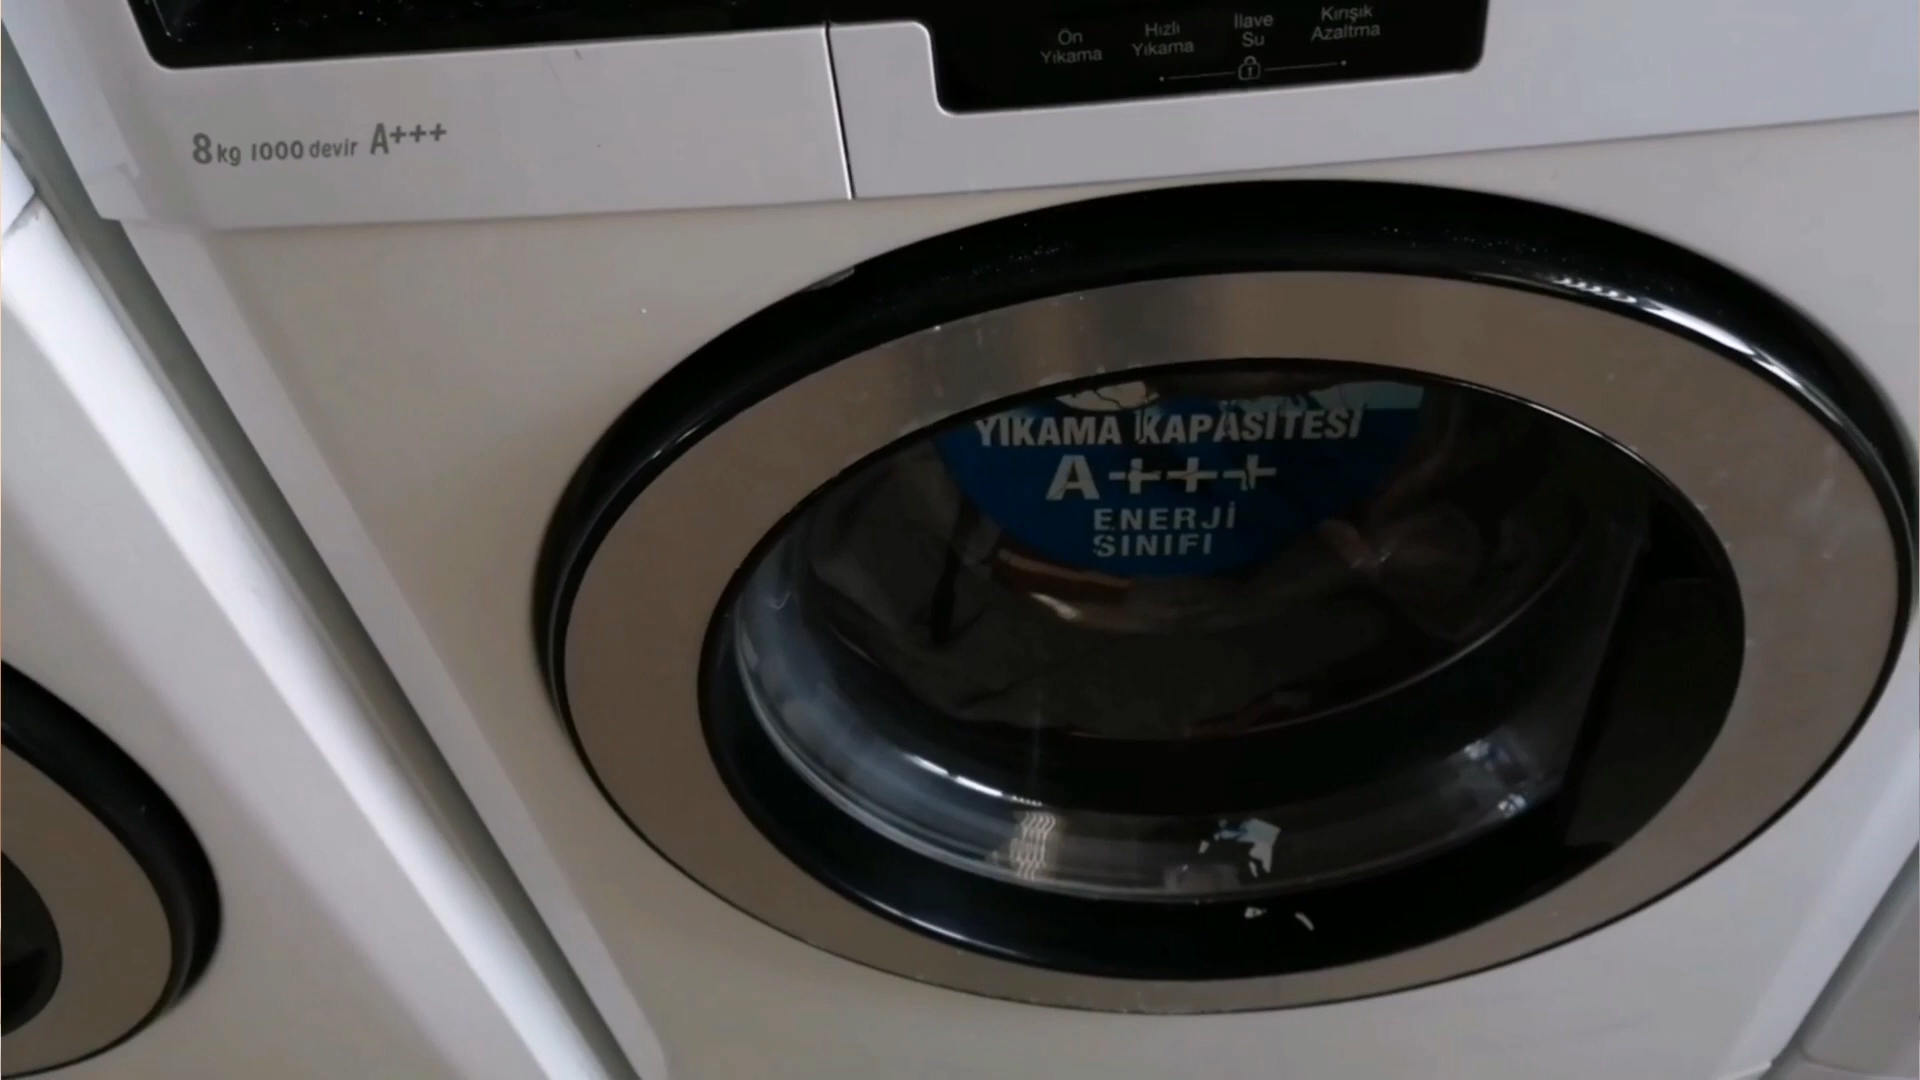 Ön
Yıkama
Hızlı
Yıkama
İlave
Su
Kırışık
Azaltma
8 kg 1000 devir A+++
YIKAMA KAPASİTESİ
A+++
ENERJİ
SINIFI